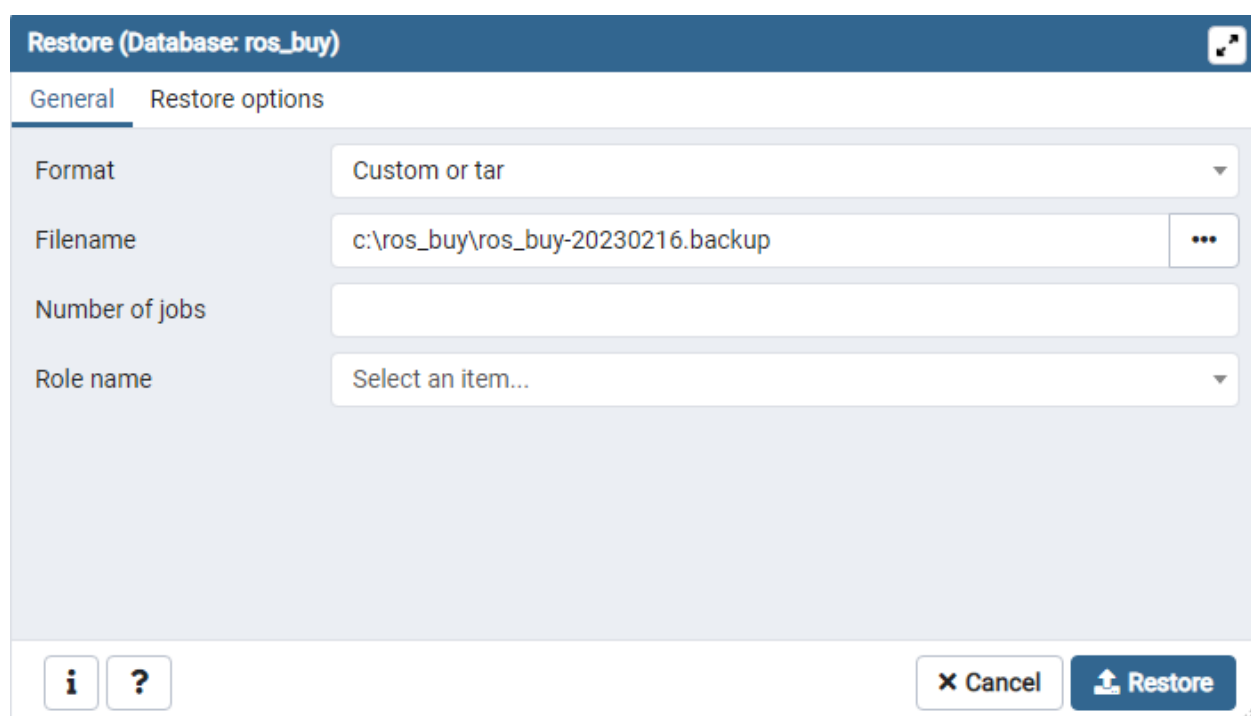 Restore (Database: ros_buy)
General Restore options
Format Custom or tar
Filename c:\ros_buy\ros_buy-20230216.backup •••
Number of jobs
Role name Select an item...
i ? × Cancel Restore